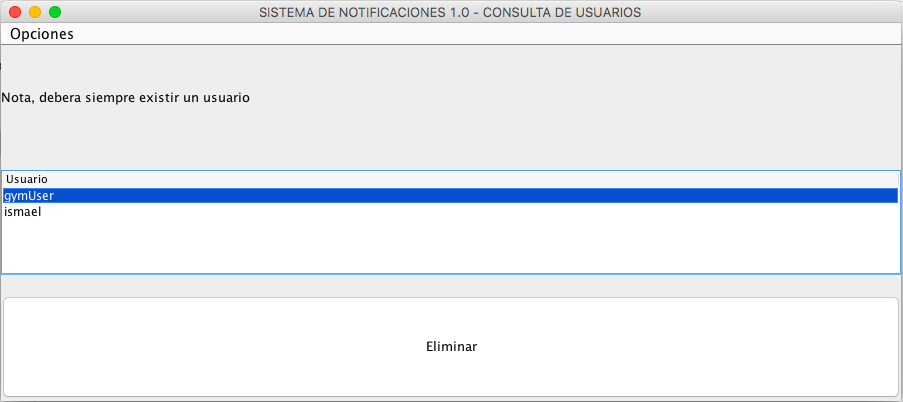 SISTEMA DE NOTIFICACIONES 1.0 - CONSULTA DE USUARIOS
Opciones
Nota, debera siempre existir un usuario
Usuario
gymUser
ismael
Eliminar